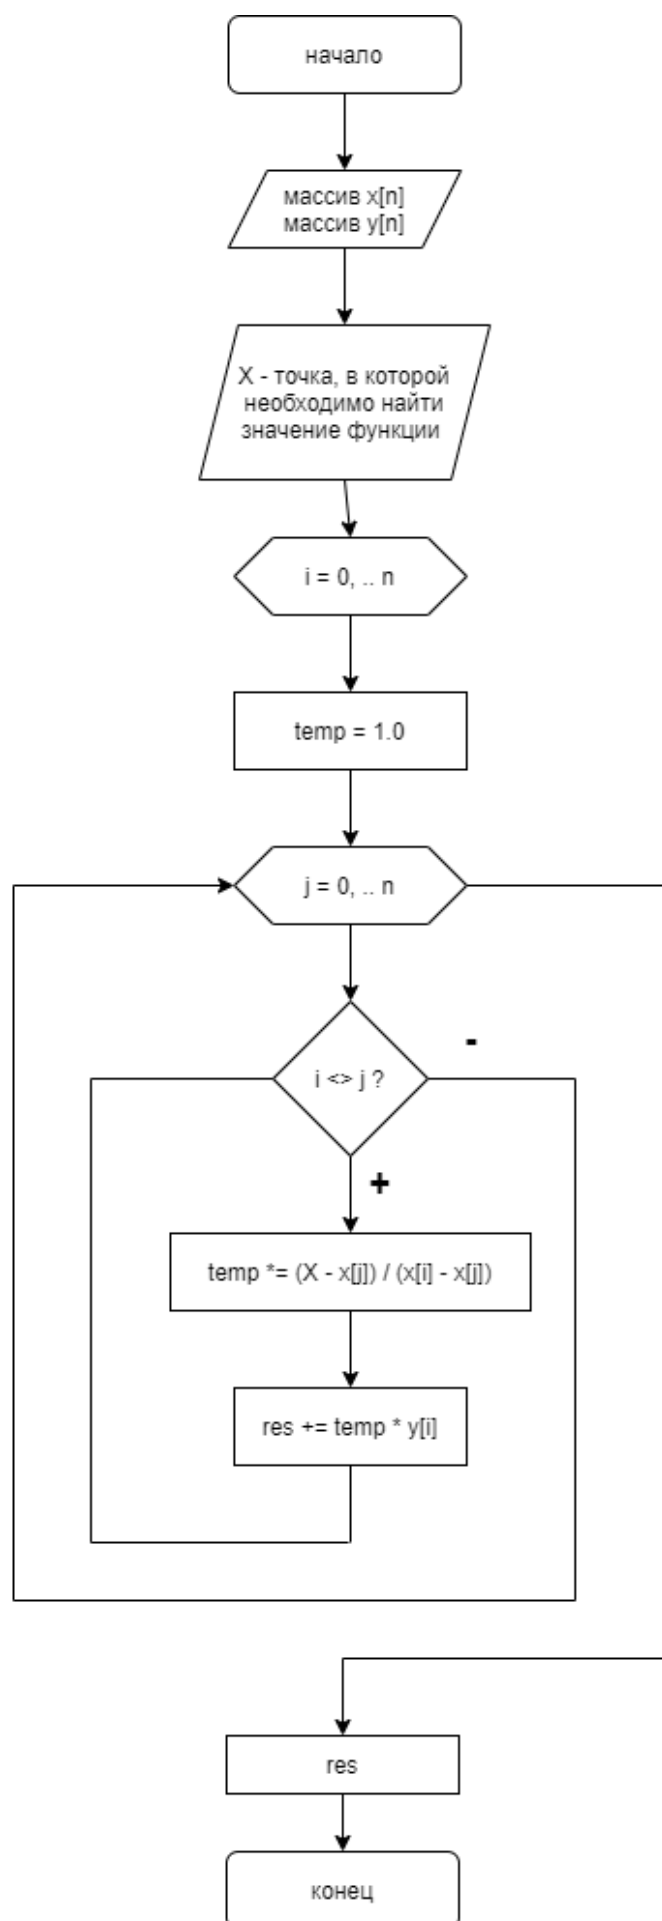 начало
массив x[n]
массив y[n]
X - точка, в которой
необходимо найти
значение функции
i = 0, .. n
temp = 1.0
j = 0, .. n
-
i <> j ?
+
temp *= (X - x[j]) / (x[i] - x[j])
res += temp * y[i]
res
конец